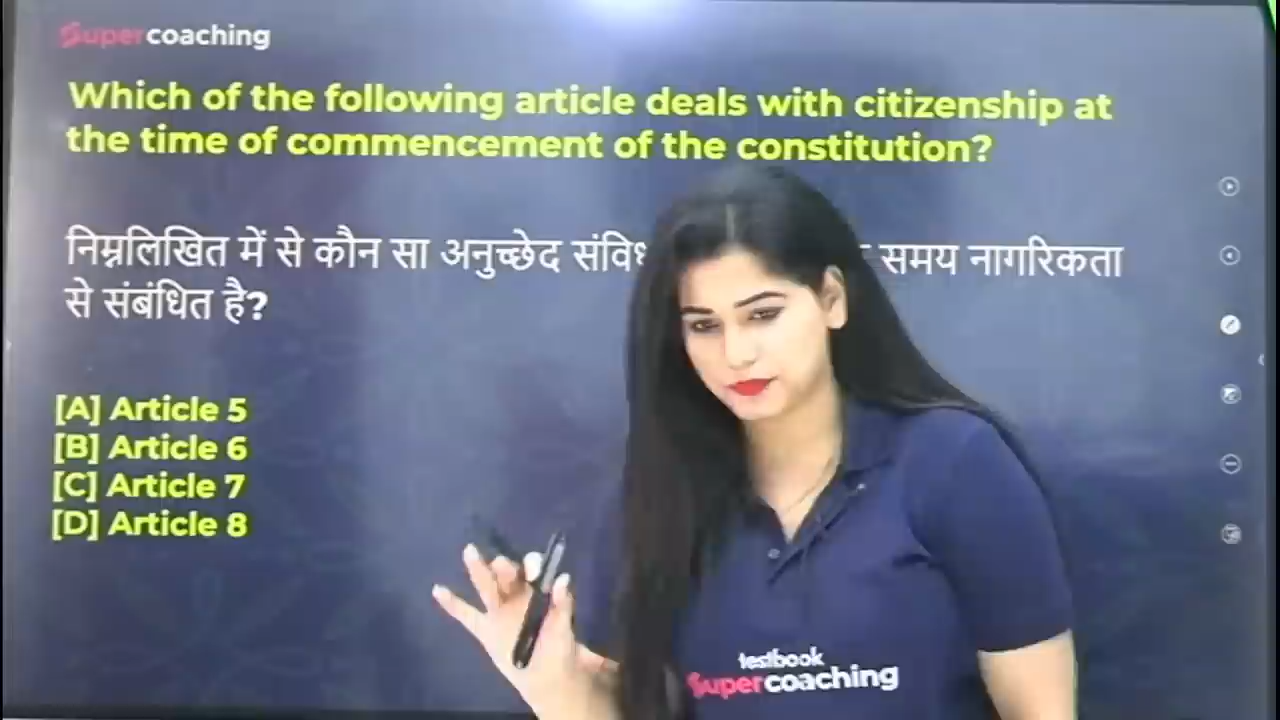 Supercoaching
Which of the following article deals with citizenship at
the time of commencement of the constitution?
निम्नलिखित में से कौन सा अनुच्छेद समय नागरिकता
से संबंधित है?
[A] Article 5
[B] Article 6
[C] Article 7
[D] Article 8
testbook
Supercoaching